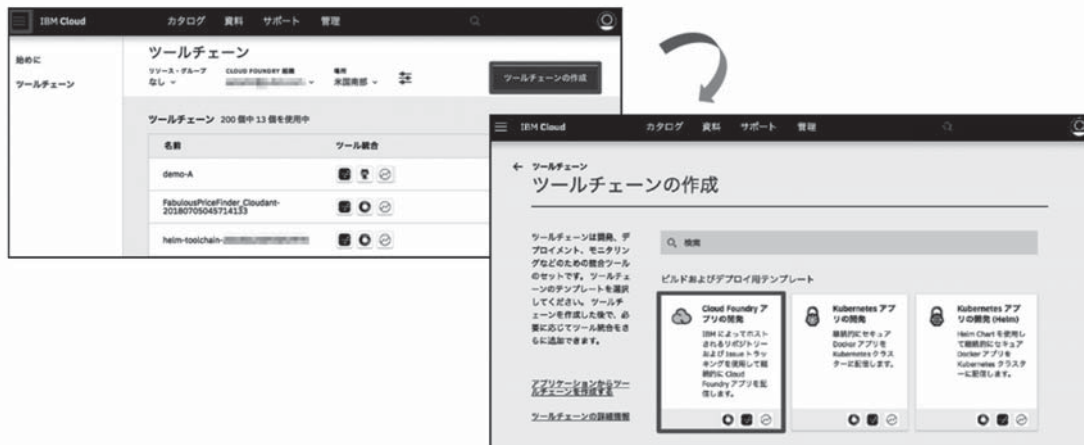 IBM Cloud
カタログ 資料 サポート 管理
始めに
ツールチェーン
ツールチェーン
リソース・グループ
なし
CLOUD FOUNDRY 組織
場所
米国南部
ツールチェーンの作成
ツールチェーン 200 個中 13 個を使用中
名前 ツール統合
demo-A
FabulousPriceFinder_Cloudant-
20180705045714133
helm-toolchain-
IBM Cloud
カタログ 資料 サポート 管理
← ツールチェーン
ツールチェーンの作成
ツールチェーンは開発、デ
プロイメント、モニタリン
グなどのための統合ツール
のセットです。ツールチェ
ーンのテンプレートを選択
してください。ツールチ
ェーンを作成した後で、必
要に応じてツール統合をさ
らに追加できます。
アプリケーションからツー
ルチェーンを作成する
ツールチェーンの詳細情報
検索
ビルドおよびデプロイ用テンプレート
Cloud Foundry ア
プリの開発
IBM によってホスト
されるリポジトリー
および Issue トラッ
キングを使用して継
続的に Cloud
Foundry アプリを配
信します。
Kubernetes アプ
リの開発
継続的にセキュア
Docker アプリを
Kubernetes クラス
ターに配信します。
Kubernetes アプ
リの開発 (Helm)
Helm Chart を使用し
て継続的にセキュア
Docker アプリを
Kubernetes クラスタ
ーに配信します。